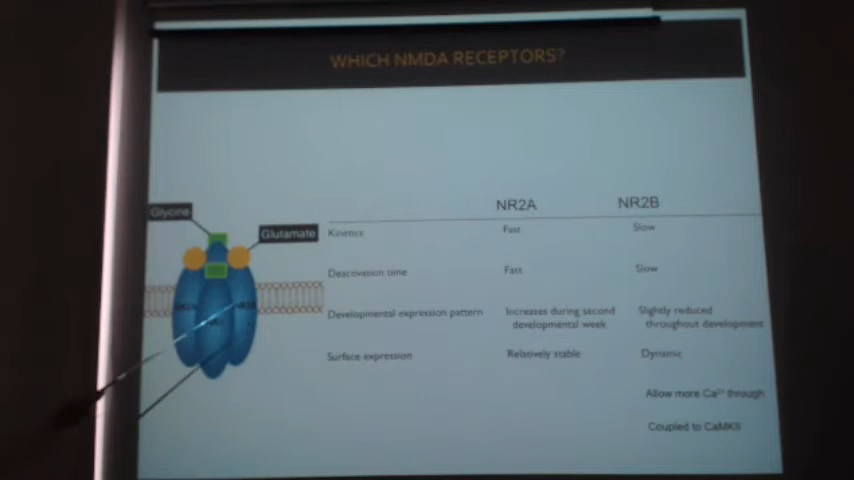 WHICH NMDA RECEPTORS?
Glycine
Glutamate
NR2A NR2B
Kinetics Fast Slow
Deactivation time Fast Slow
Developmental expression pattern Increases during second Slightly reduced
developmental week throughout development
Surface expression Relatively stable Dynamic
Allow more Ca²⁺ through
Coupled to CaMKII